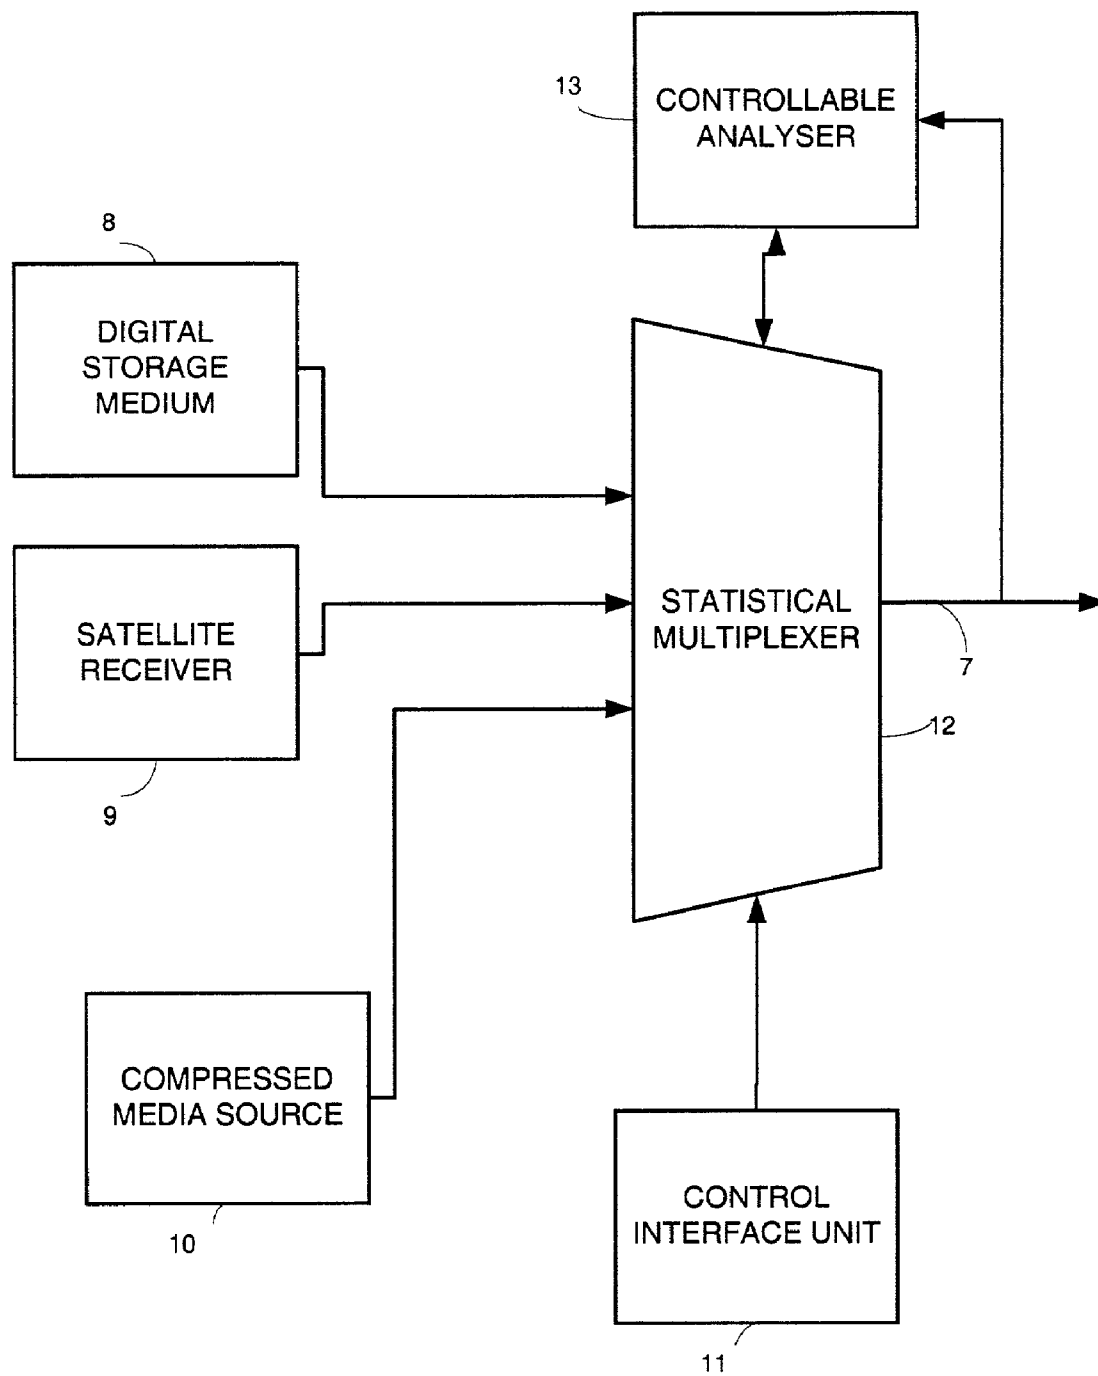 13
CONTROLLABLE
ANALYSER
8
DIGITAL
STORAGE
MEDIUM
SATELLITE
RECEIVER
9
STATISTICAL
MULTIPLEXER
7
12
COMPRESSED
MEDIA SOURCE
10
CONTROL
INTERFACE UNIT
11